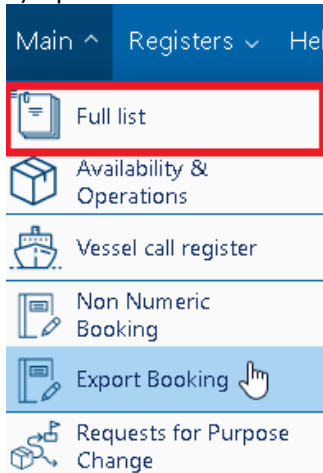 Main ^ Registers ⌄ Hel
Full list
Availability &
Operations
Vessel call register
Non Numeric
Booking
Export Booking
Requests for Purpose
Change